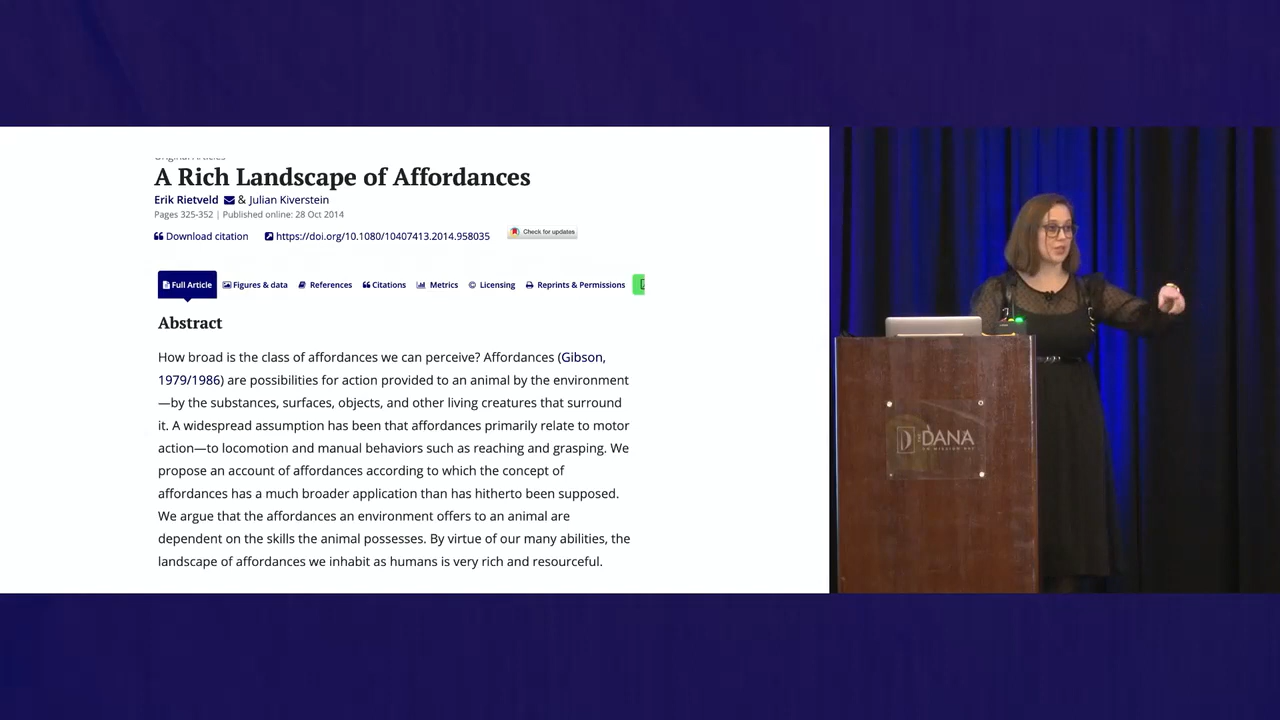 Original Articles
A Rich Landscape of Affordances
Erik Rietveld & Julian Kiverstein
Pages 325-352 | Published online: 28 Oct 2014
Download citation https://doi.org/10.1080/10407413.2014.958035 Check for updates
Full Article Figures & data References Citations Metrics Licensing Reprints & Permissions
Abstract
How broad is the class of affordances we can perceive? Affordances (Gibson,
1979/1986) are possibilities for action provided to an animal by the environment
—by the substances, surfaces, objects, and other living creatures that surround
it. A widespread assumption has been that affordances primarily relate to motor
action—to locomotion and manual behaviors such as reaching and grasping. We
propose an account of affordances according to which the concept of
affordances has a much broader application than has hitherto been supposed.
We argue that the affordances an environment offers to an animal are
dependent on the skills the animal possesses. By virtue of our many abilities, the
landscape of affordances we inhabit as humans is very rich and resourceful.
THE DANA
ON MISSION BAY